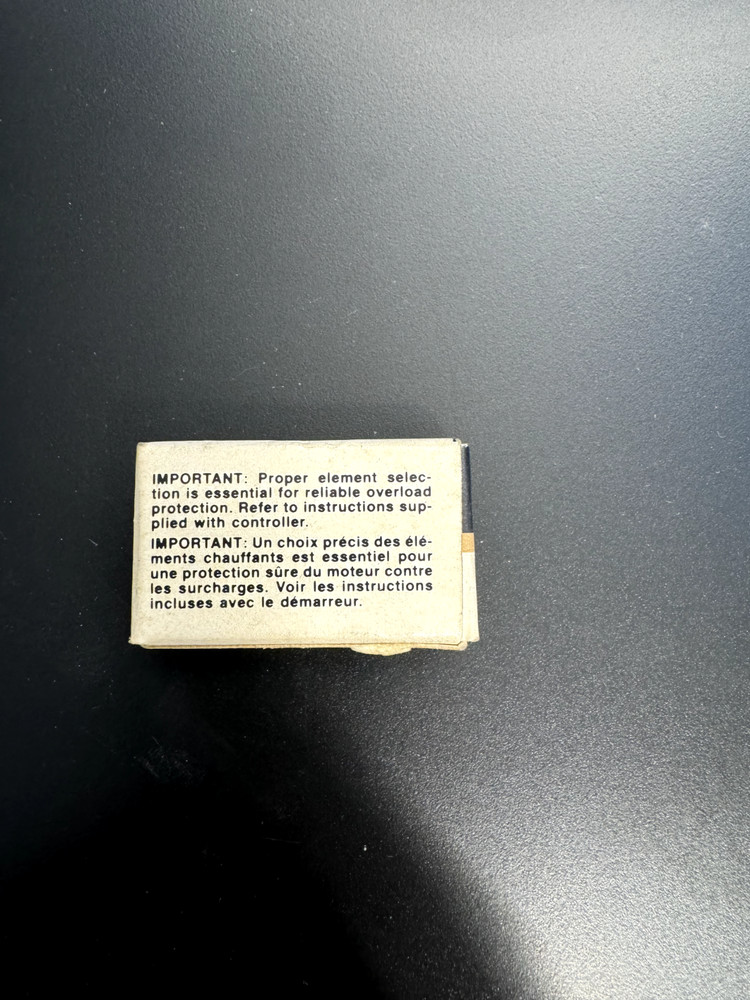 IMPORTANT: Proper element selec-
tion is essential for reliable overload
protection. Refer to instructions sup-
plied with controller.
IMPORTANT: Un choix précis des élé-
ments chauffants est essentiel pour
une protection sûre du moteur contre
les surcharges. Voir les instructions
incluses avec le démarreur.